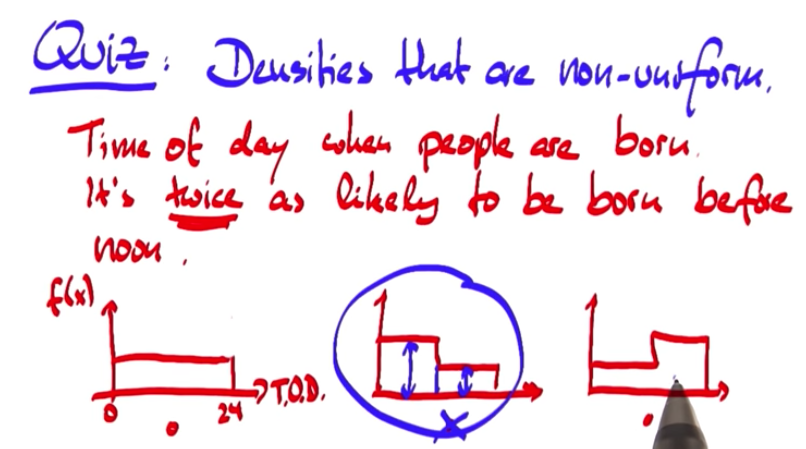 Quiz: Densities that are non-uniform.
Time of day when people are born.
It's twice as likely to be born before
noon.
f(x)
0 24 T.O.D.